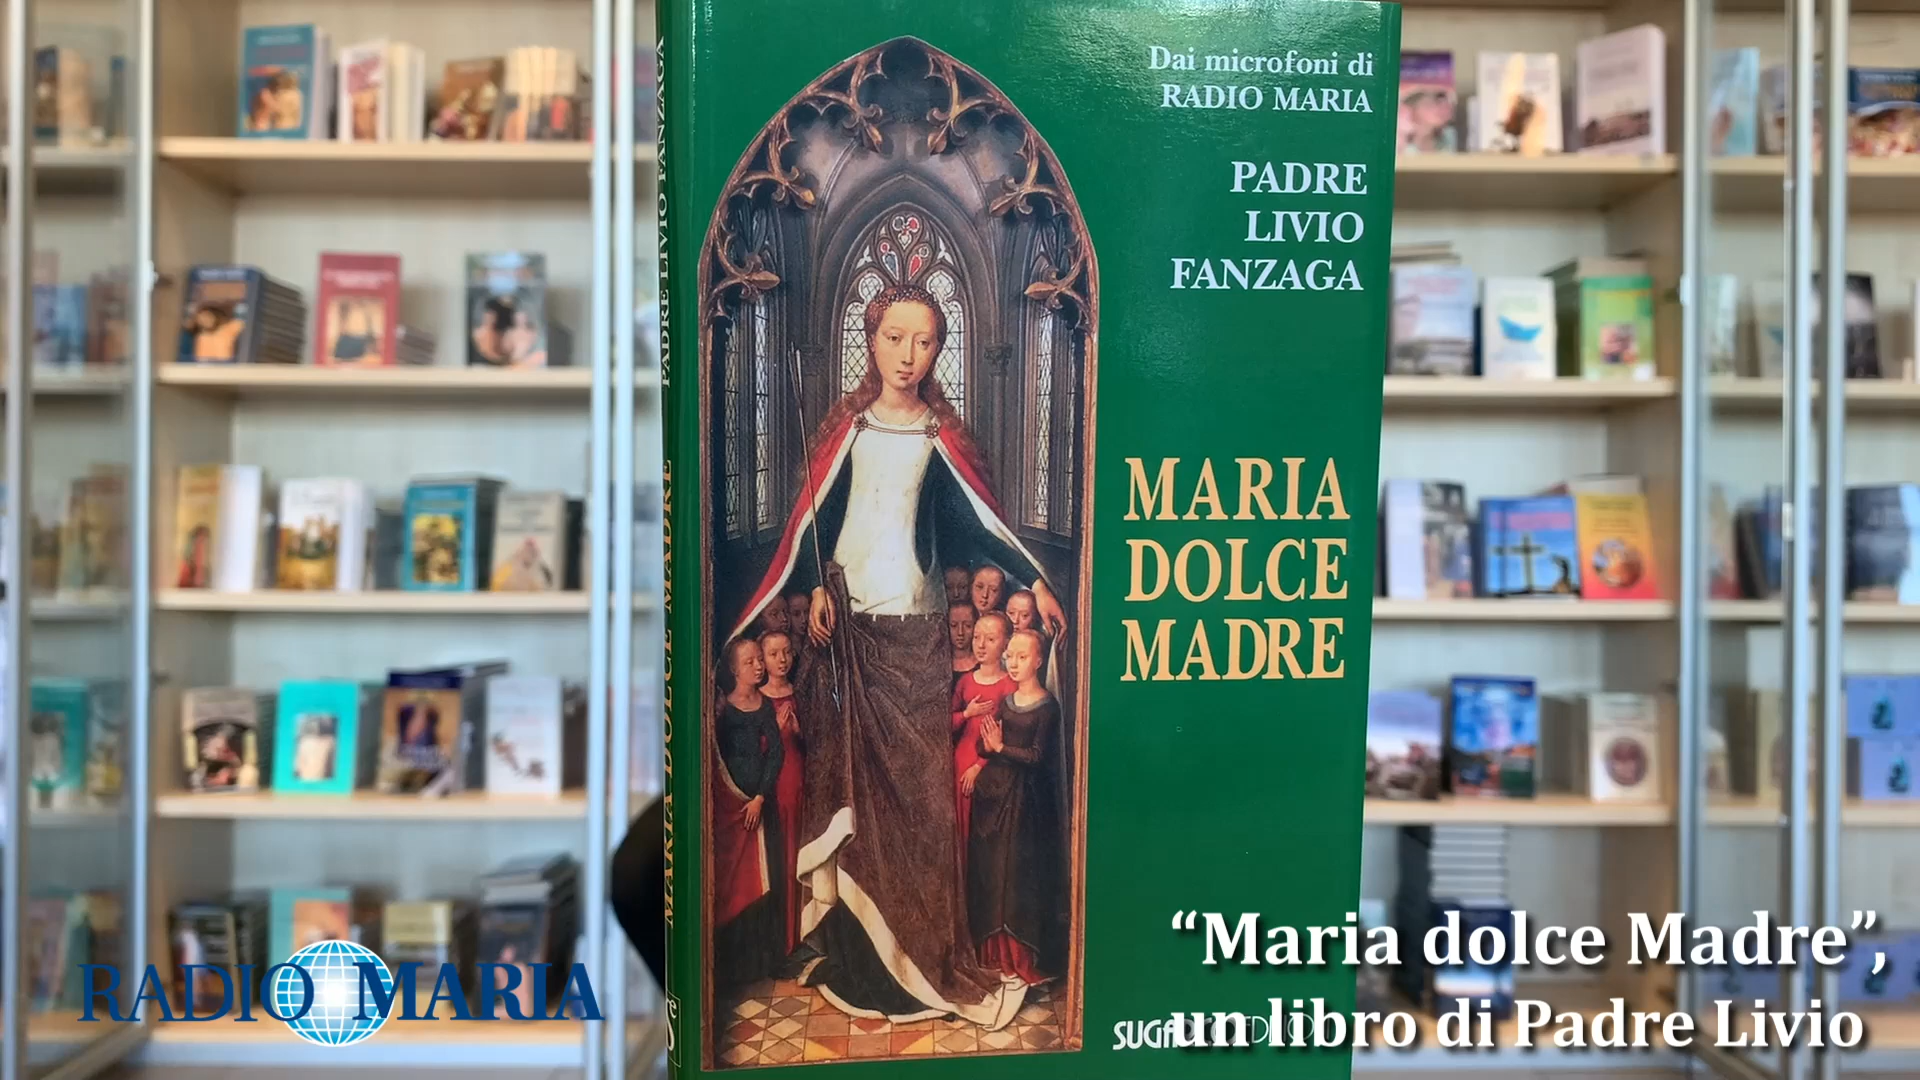 Dai microfoni di
RADIO MARIA
PADRE
LIVIO
FANZAGA
MARIA
DOLCE
MADRE
MARIA DOLCE MADRE PADRE LIVIO FANZAGA
RADIO MARIA
“Maria dolce Madre”,
un libro di Padre Livio